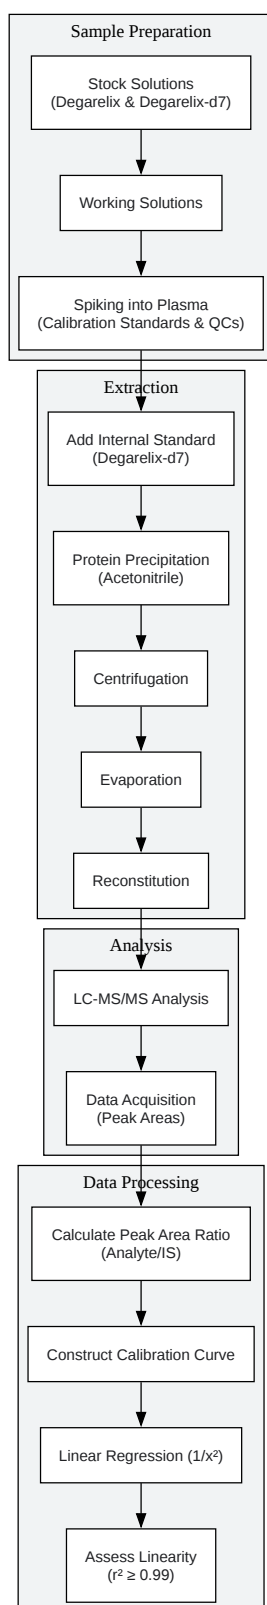 Sample Preparation
Stock Solutions
(Degarelix & Degarelix-d7)
Working Solutions
Spiking into Plasma
(Calibration Standards & QCs)
Extraction
Add Internal Standard
(Degarelix-d7)
Protein Precipitation
(Acetonitrile)
Centrifugation
Evaporation
Reconstitution
Analysis
LC-MS/MS Analysis
Data Acquisition
(Peak Areas)
Data Processing
Calculate Peak Area Ratio
(Analyte/IS)
Construct Calibration Curve
Linear Regression (1/x²)
Assess Linearity
(r² ≥ 0.99)